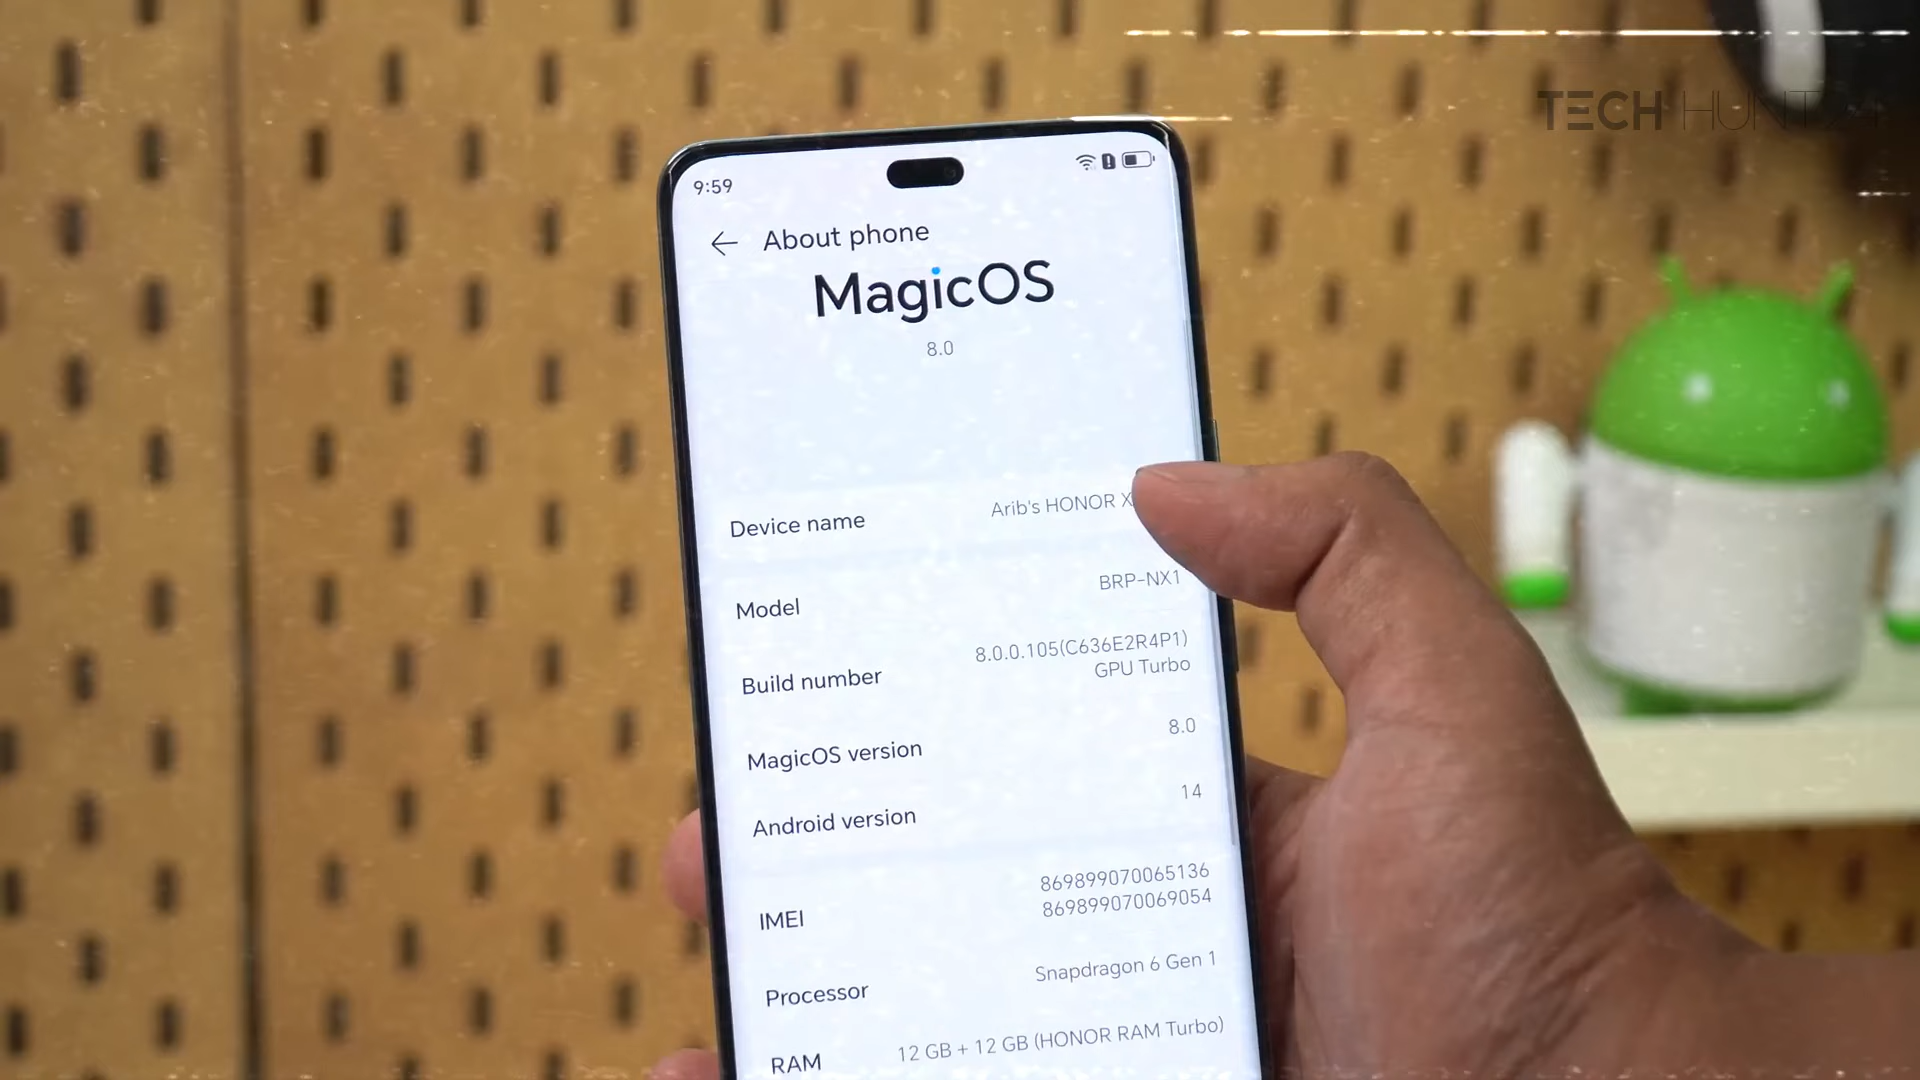 TECH HUNT24
9:59
About phone
MagicOS
8.0
Device name Arib's HONOR X
Model BRP-NX1
Build number 8.0.0.105(C636E2R4P1)
GPU Turbo
MagicOS version 8.0
Android version 14
IMEI 869899070065136
869899070069054
Processor Snapdragon 6 Gen 1
RAM 12 GB + 12 GB (HONOR RAM Turbo)